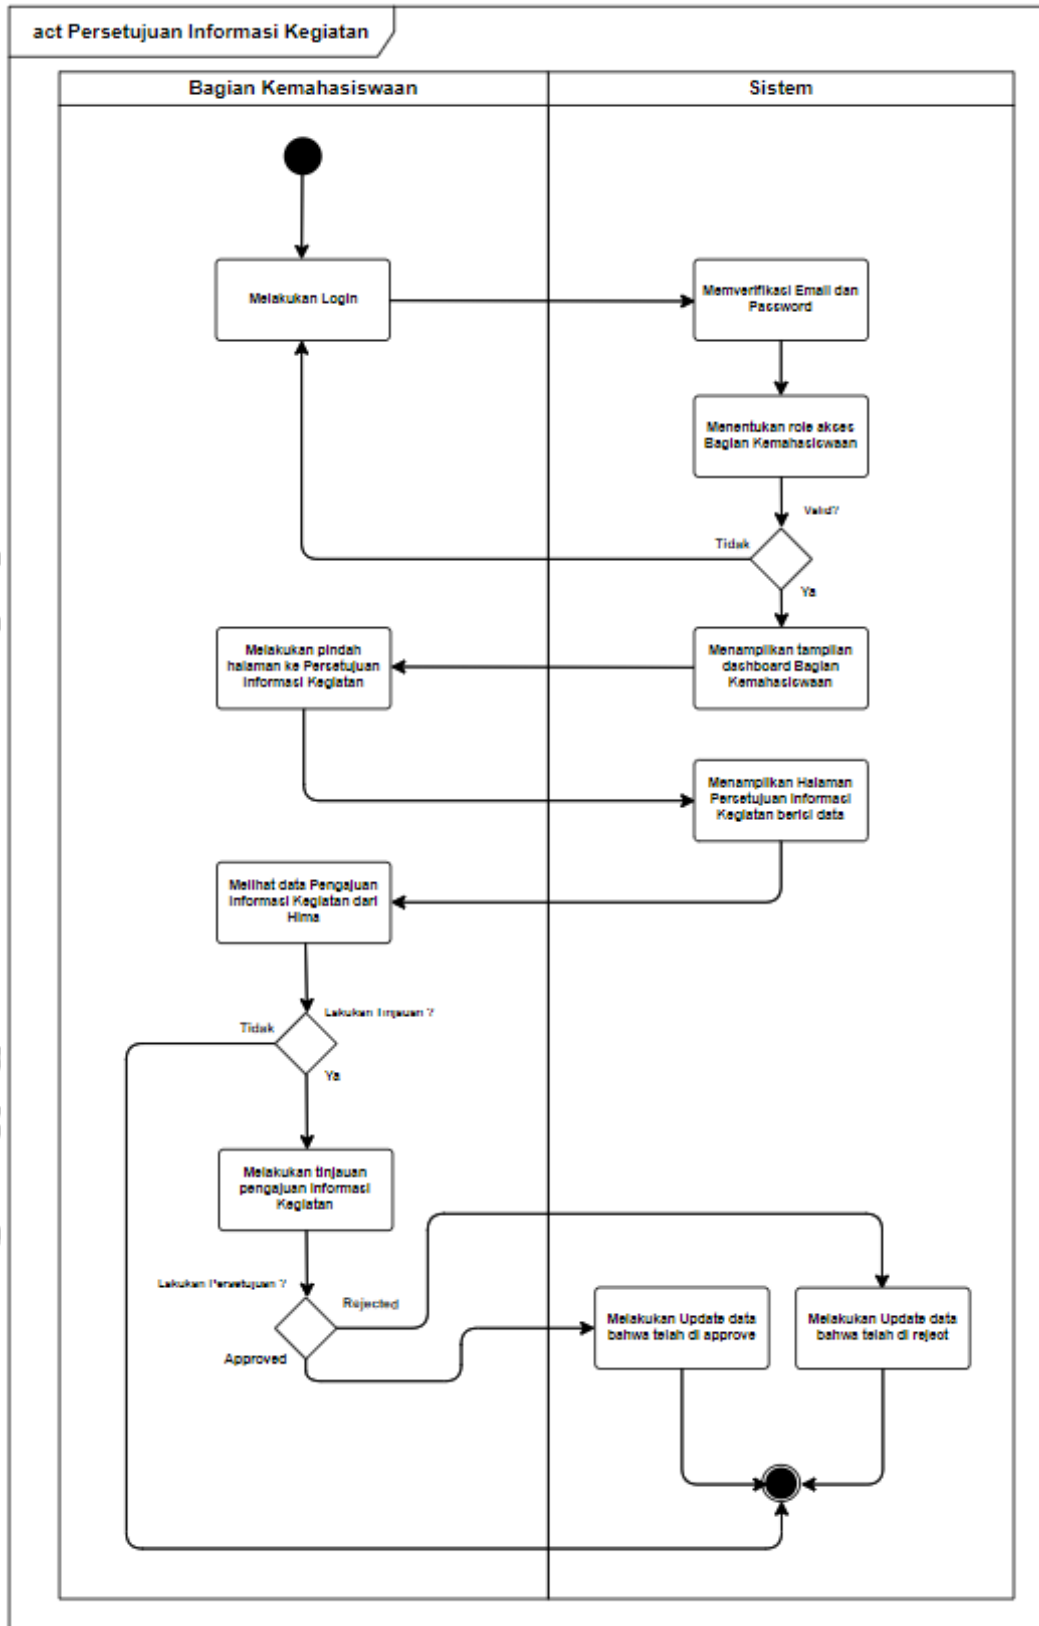 act Persetujuan Informasi Kegiatan
Bagian Kemahasiswaan
Sistem
Melakukan Login
Memverifikasi Email dan
Password
Menentukan role akses
Bagian Kemahasiswaan
Valid?
Tidak
Ya
Melakukan pindah
halaman ke Persetujuan
Informasi Kegiatan
Menampilkan tampilan
dashboard Bagian
Kemahasiswaan
Menampilkan Halaman
Persetujuan Informasi
Kegiatan berisi data
Melihat data Pengajuan
Informasi Kegiatan dari
Hima
Lakukan Tinjauan ?
Tidak
Ya
Melakukan tinjauan
pengajuan Informasi
Kegiatan
Lakukan Persetujuan ?
Rejected
Approved
Melakukan Update data
bahwa telah di approve
Melakukan Update data
bahwa telah di reject